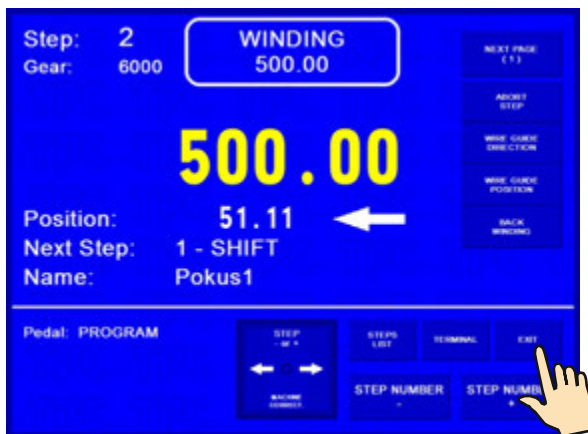 Step: 2
Gear: 6000
WINDING
500.00
NEXT PAGE
( 1 )
ABORT
STEP
WIRE GUIDE
DIRECTION
WIRE GUIDE
POSITION
BACK
WINDING
500.00
Position: 51.11
Next Step: 1 - SHIFT
Name: Pokus1
Pedal: PROGRAM
STEP
- or +
MACHINE
CORRECT.
STEPS
LIST
TERMINAL
EXIT
STEP NUMBER
-
STEP
+